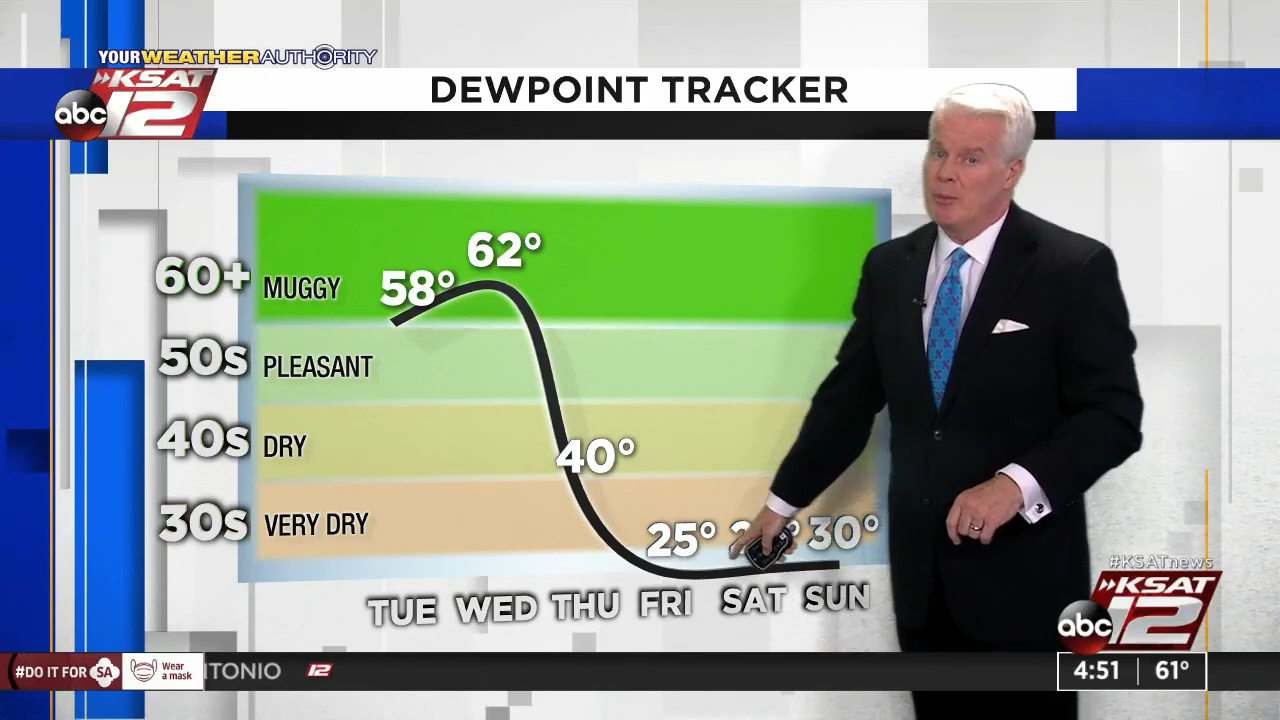 YOURWEATHERAUTHORITY
KSAT
abc 12
DEWPOINT TRACKER
60+ MUGGY
50s PLEASANT
40s DRY
30s VERY DRY
58° 62° 40° 25° 30°
TUE WED THU FRI SAT SUN
#KSATnews
KSAT
abc 12
#DO IT FOR SA
Wear
a mask
TONIO
12
4:51 61°